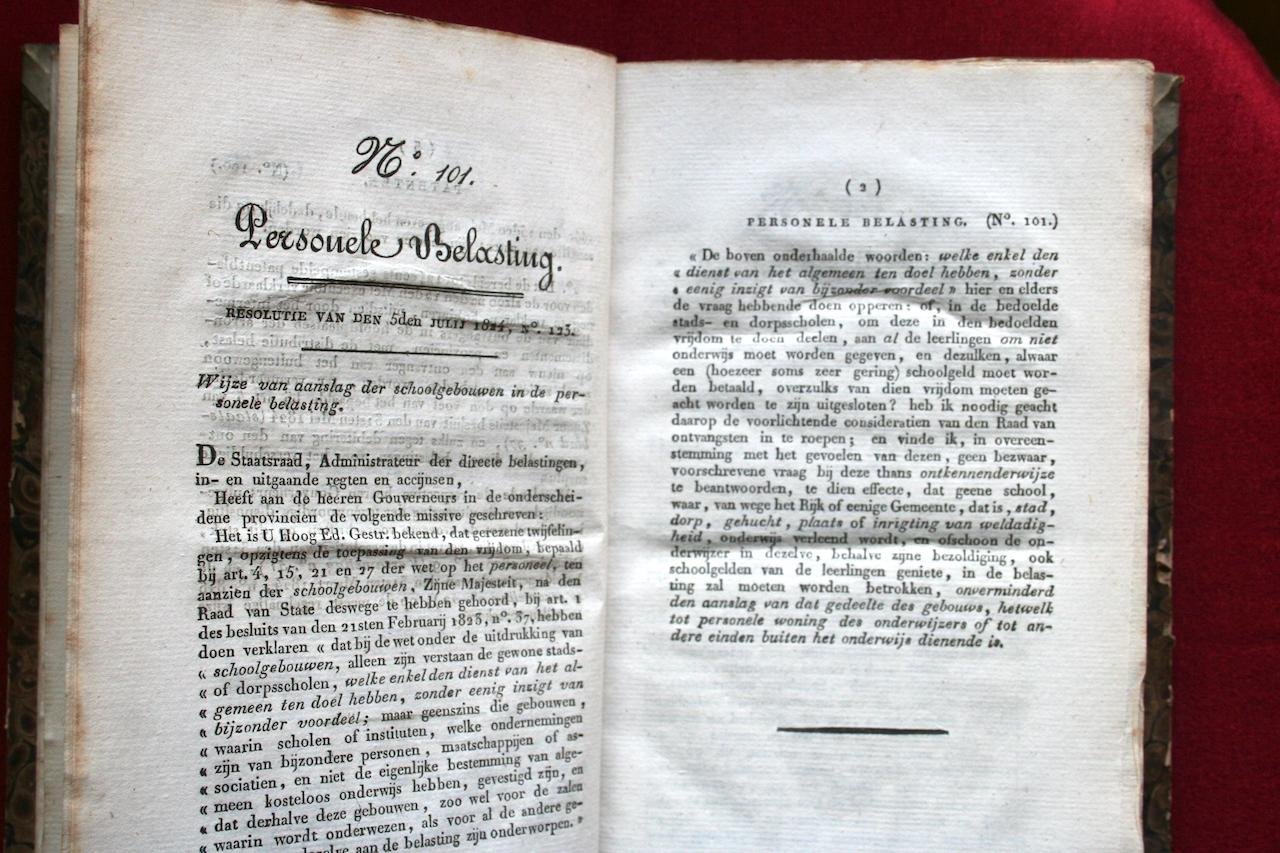 Nº. 101.
Personele Belasting.
RESOLUTIE VAN DEN 5den JULIJ 1824, Nº. 123.
Wijze van aanslag der schoolgebouwen in de per-
sonele belasting.
De Staatsraad, Administrateur der directe belastingen,
in- en uitgaande regten en accijnsen,
Heeft aan de heeren Gouverneurs in de onderschei-
dene provincien de volgende missive geschreven:
Het is U Hoog Ed. Gestr. bekend, dat gerezene twijfelin-
gen, opzigtens de toepassing van den vrijdom, bepaald
bij art. 4, 15, 21 en 27 der wet op het personeel, ten
aanzien der schoolgebouwen, Zijne Majesteit, na den
Raad van State deswege te hebben gehoord, bij art. 1
des besluits van den 21sten Februarij 1823, nº. 37, hebben
doen verklaren « dat bij de wet onder de uitdrukking van
« schoolgebouwen, alleen zijn verstaan de gewone stads-
« of dorpsscholen, welke enkel den dienst van het al-
« gemeen ten doel hebben, zonder eenig inzigt van
« bijzonder voordeel; maar geenszins die gebouwen,
« waarin scholen of instituten, welke ondernemingen
« zijn van bijzondere personen, maatschappijen of as-
« sociatien, en niet de eigenlijke bestemming van alge-
« meen kosteloos onderwijs hebben, gevestigd zijn, en
« dat derhalve deze gebouwen, zoo wel voor de zalen
« waarin wordt onderwezen, als voor al de andere ge-
aan de belasting zijn onderworpen. »
( 2 )
PERSONELE BELASTING. (Nº. 101.)
« De boven onderhaalde woorden: welke enkel den
« dienst van het algemeen ten doel hebben, zonder
« eenig inzigt van bijzonder voordeel » hier en elders
de vraag hebbende doen opperen: of, in de bedoelde
stads- en dorpsscholen, om deze in den bedoelden
vrijdom te doen deelen, aan al de leerlingen om niet
onderwijs moet worden gegeven, en dezulken, alwaar
een (hoezeer soms zeer gering) schoolgeld moet wor-
den betaald, overzulks van dien vrijdom moeten ge-
acht worden te zijn uitgesloten? heb ik noodig geacht
daarop de voorlichtende consideratien van den Raad van
ontvangsten in te roepen; en vinde ik, in overeen-
stemming met het gevoelen van dezen, geen bezwaar,
voorschrevene vraag bij deze thans ontkennenderwijze
te beantwoorden, te dien effecte, dat geene school,
waar, van wege het Rijk of eenige Gemeente, dat is, stad,
dorp, gehucht, plaats of inrigting van weldadig-
heid, onderwijs verleend wordt, en ofschoon de on-
derwijzer in dezelve, behalve zijne bezoldiging, ook
schoolgelden van de leerlingen geniete, in de belas-
ting zal moeten worden betrokken, onverminderd
den aanslag van dat gedeelte des gebouws, hetwelk
tot personele woning des onderwijzers of tot an-
dere einden buiten het onderwijs dienende is.